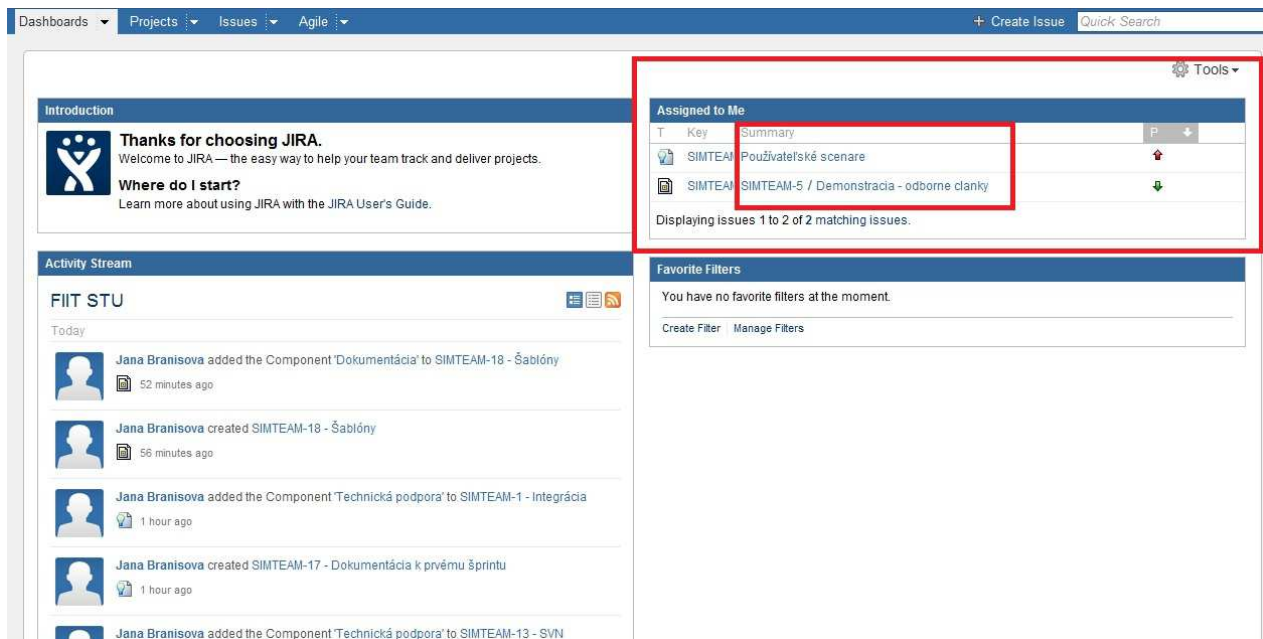 Dashboards Projects Issues Agile + Create Issue Quick Search
Tools
Introduction
Thanks for choosing JIRA.
Welcome to JIRA — the easy way to help your team track and deliver projects.
Where do I start?
Learn more about using JIRA with the JIRA User's Guide.
Activity Stream
FIIT STU
Today
Jana Branisova added the Component 'Dokumentácia' to SIMTEAM-18 - Šablóny
52 minutes ago
Jana Branisova created SIMTEAM-18 - Šablóny
56 minutes ago
Jana Branisova added the Component 'Technická podpora' to SIMTEAM-1 - Integrácia
1 hour ago
Jana Branisova created SIMTEAM-17 - Dokumentácia k prvému šprintu
1 hour ago
Jana Branisova added the Component 'Technická podpora' to SIMTEAM-13 - SVN
Assigned to Me
T Key Summary P
SIMTEAM Používateľské scenare
SIMTEAM SIMTEAM-5 / Demonstracia - odborne clanky
Displaying issues 1 to 2 of 2 matching issues.
Favorite Filters
You have no favorite filters at the moment.
Create Filter Manage Filters